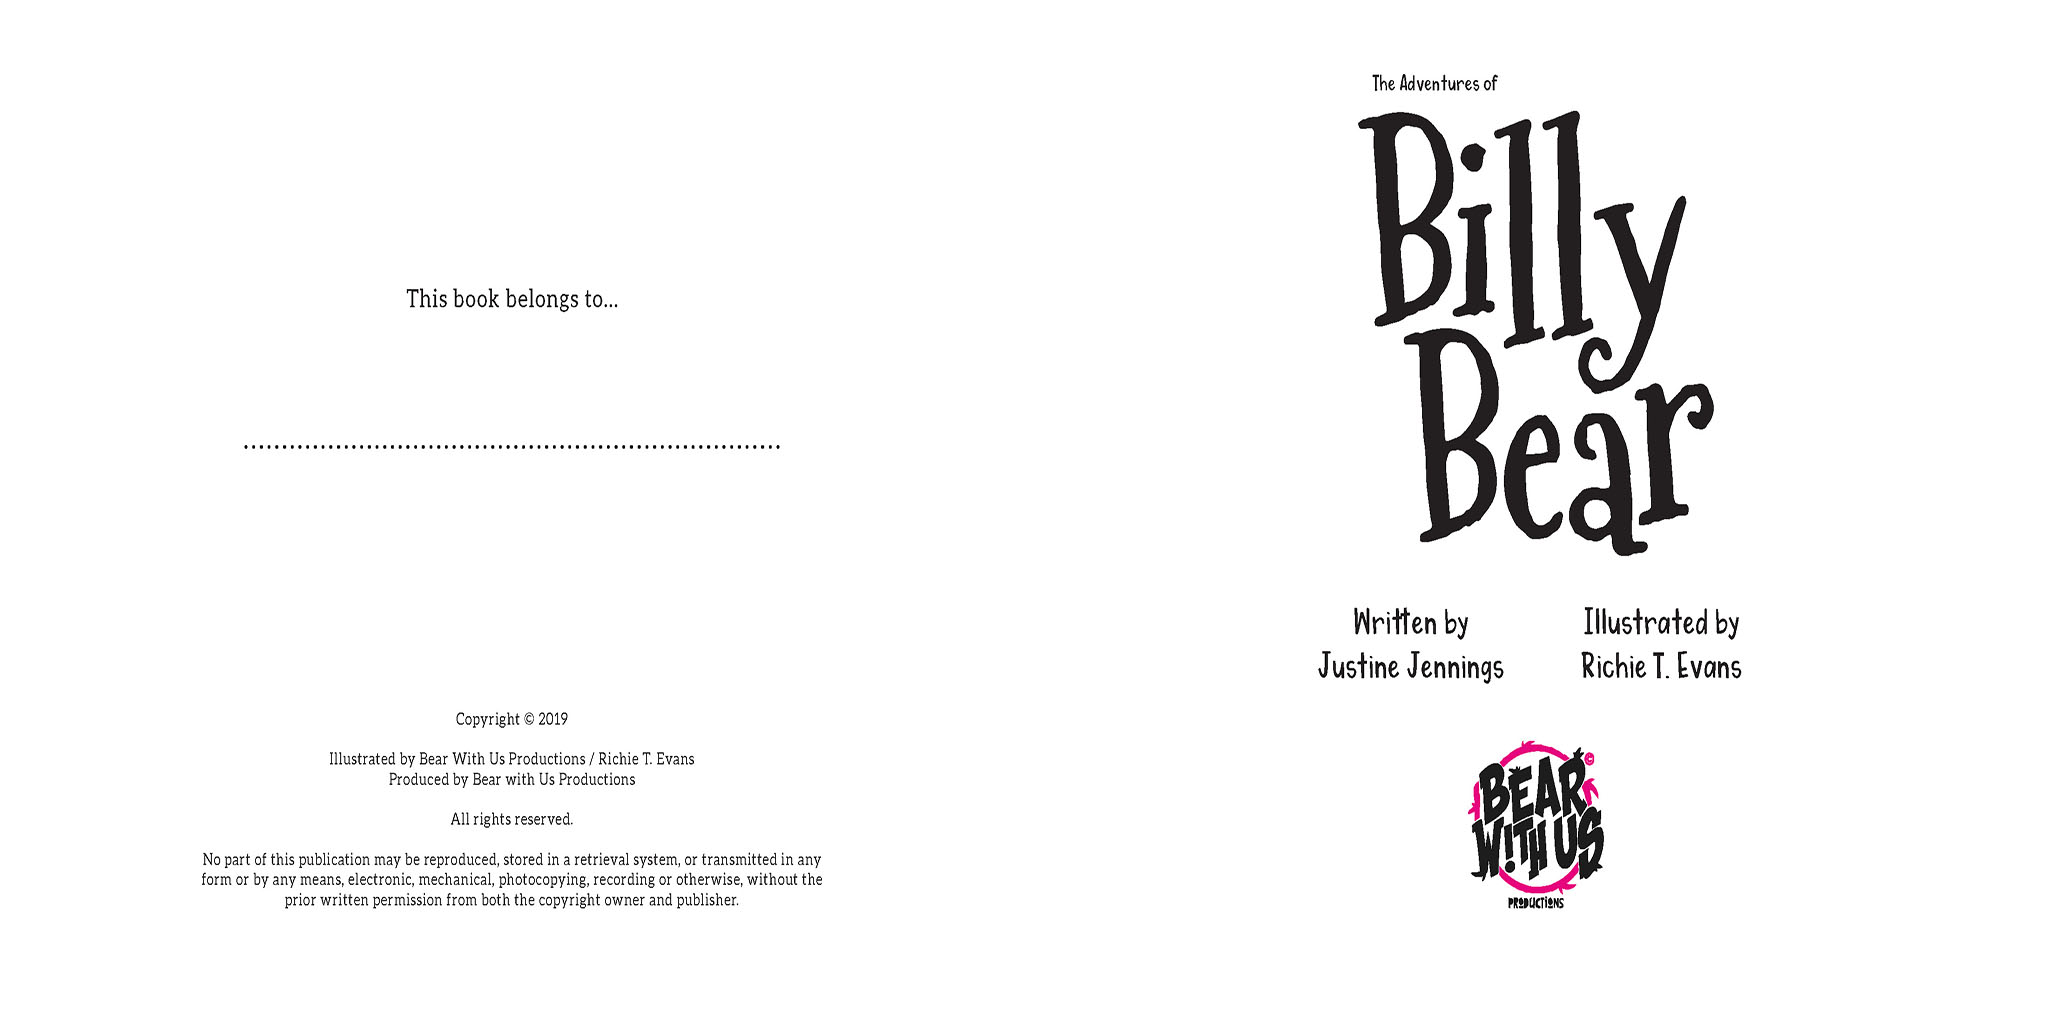 This book belongs to...
Copyright © 2019
Illustrated by Bear With Us Productions / Richie T. Evans
Produced by Bear with Us Productions
All rights reserved.
No part of this publication may be reproduced, stored in a retrieval system, or transmitted in any
form or by any means, electronic, mechanical, photocopying, recording or otherwise, without the
prior written permission from both the copyright owner and publisher.
The Adventures of
Billy
Bear
Written by
Justine Jennings
Illustrated by
Richie T. Evans
BEAR ©
WITH US
PRODUCTIONS